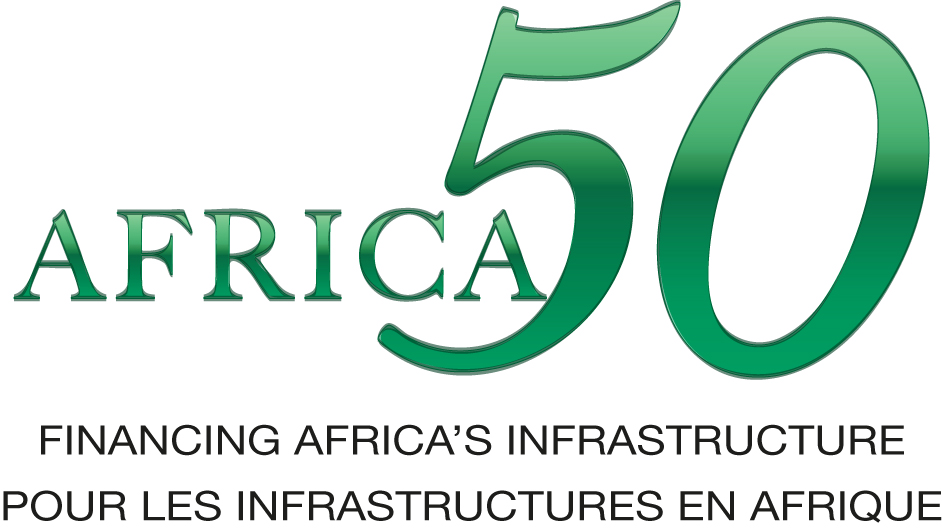 AFRICA50
FINANCING AFRICA’S INFRASTRUCTURE
POUR LES INFRASTRUCTURES EN AFRIQUE